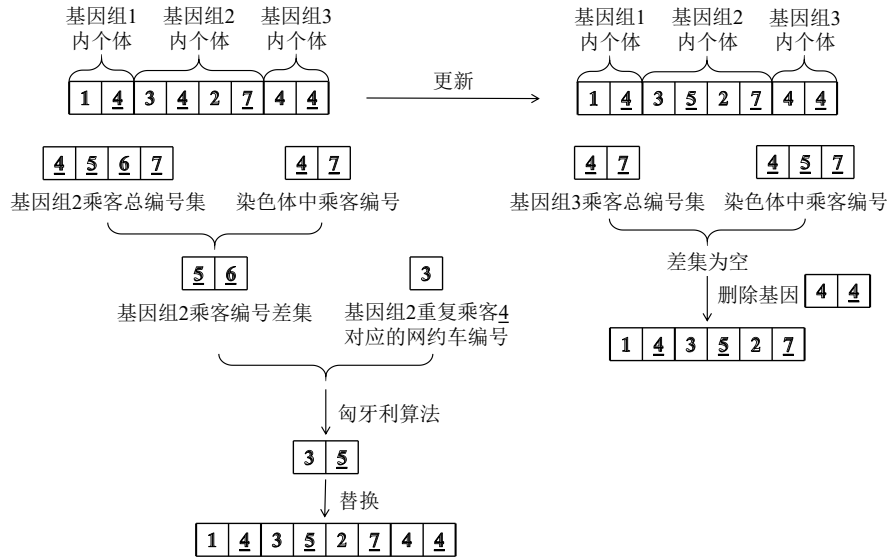 基因组1 基因组2 基因组3
内个体 内个体 内个体
1 4 3 4 2 7 4 4
更新
基因组1 基因组2 基因组3
内个体 内个体 内个体
1 4 3 5 2 7 4 4
4 5 6 7
基因组2乘客总编号集
4 7
染色体中乘客编号
5 6
基因组2乘客编号差集
3
基因组2重复乘客4
对应的网约车编号
匈牙利算法
3 5
替换
1 4 3 5 2 7 4 4
4 7
基因组3乘客总编号集
4 5 7
染色体中乘客编号
差集为空
删除基因 4 4
1 4 3 5 2 7